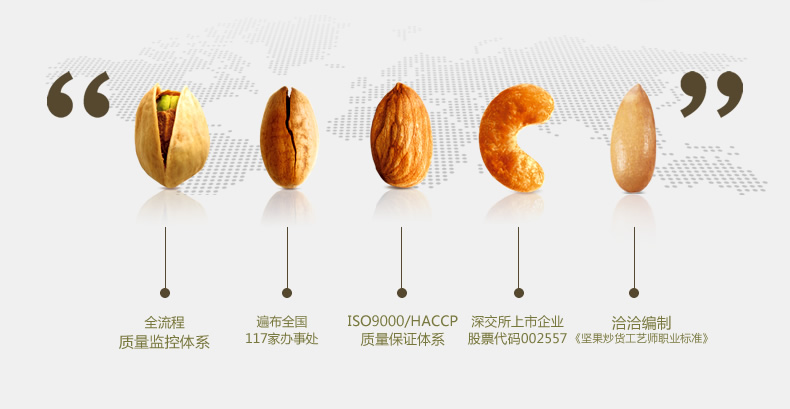 “ ”
全流程
质量监控体系
遍布全国
117家办事处
ISO9000/HACCP
质量保证体系
深交所上市企业
股票代码002557
洽洽编制
《坚果炒货工艺师职业标准》